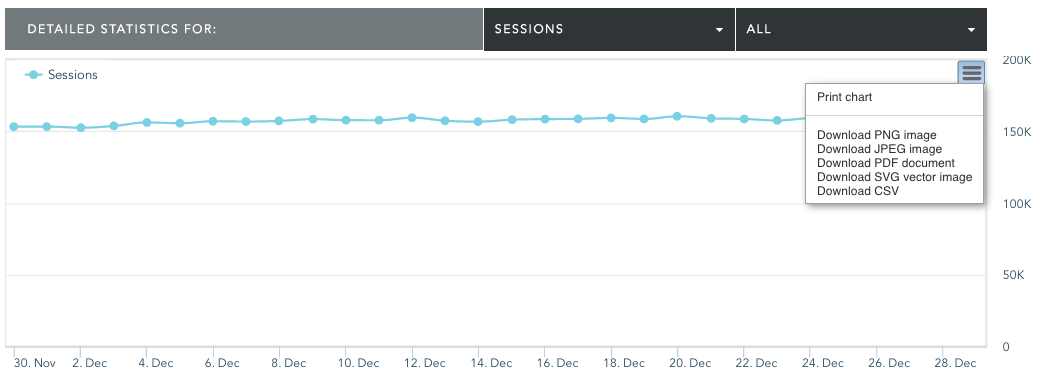 DETAILED STATISTICS FOR:
SESSIONS
ALL
Sessions
200K
Print chart
Download PNG image
Download JPEG image
Download PDF document
Download SVG vector image
Download CSV
150K
100K
50K
0
30. Nov
2. Dec
4. Dec
6. Dec
8. Dec
10. Dec
12. Dec
14. Dec
16. Dec
18. Dec
20. Dec
22. Dec
24. Dec
26. Dec
28. Dec